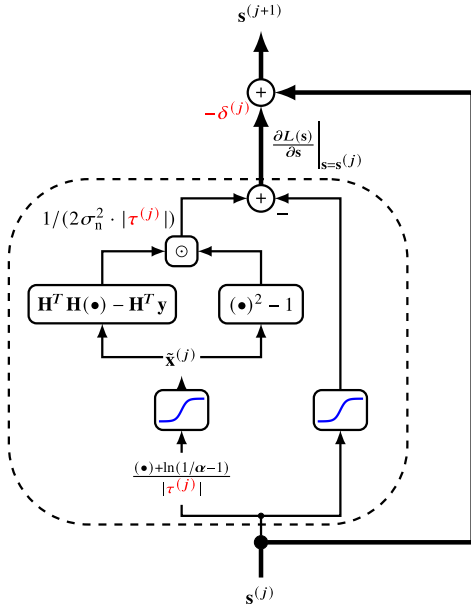 s^(j+1)
+
−δ^(j)
∂L(s)/∂s |_{s=s^(j)}
1/(2σ_n^2 · |τ^(j)|)
+
−
⊙
H^T H(•) − H^T y
(•)^2 − 1
x̃^(j)
(•)+ln(1/α−1)
|τ^(j)|
s^(j)